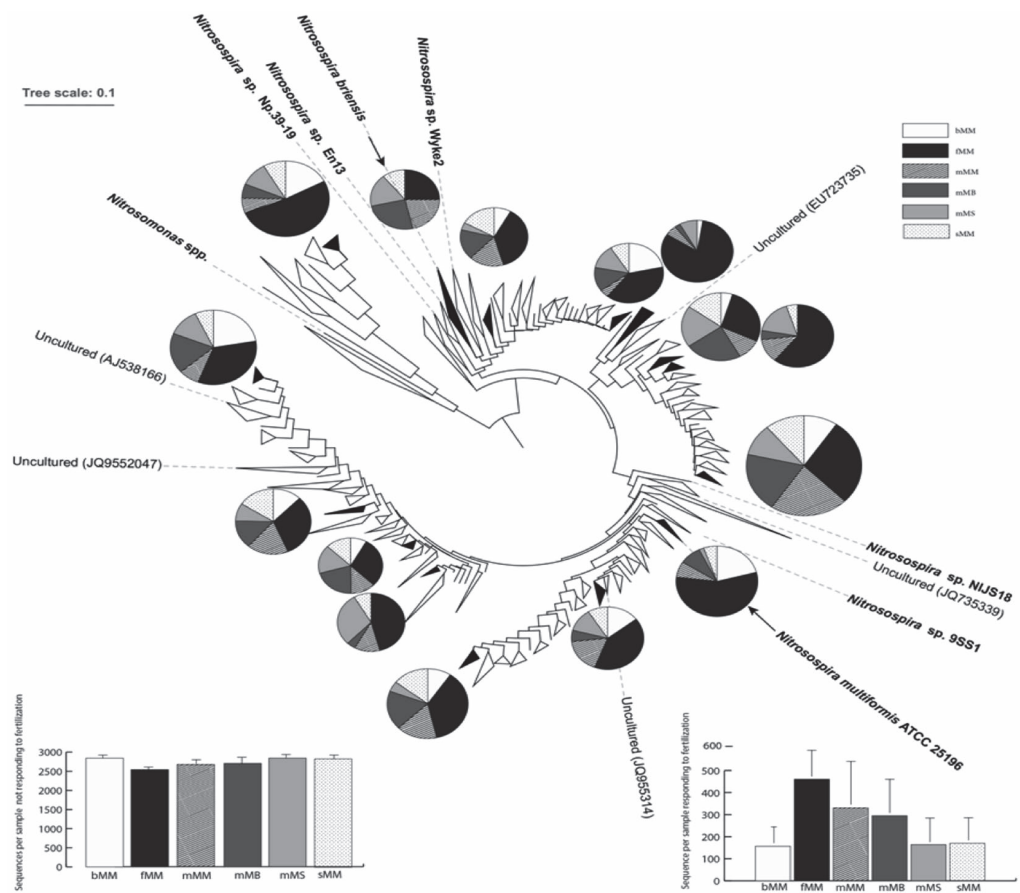 Tree scale: 0.1
Nitrosospira sp. Np.39-19
Nitrosospira sp. En13
Nitrosospira briensis
Nitrosospira sp. Wyke2
Nitrosomonas spp.
Uncultured (EU723735)
bMM
fMM
mMM
mMB
mMS
sMM
Uncultured (AJ538166)
Uncultured (JQ9552047)
Nitrosospira sp. NIJS18
Uncultured (JQ735339)
Nitrosospira sp. 9SS1
Nitrosospira multiformis ATCC 25196
Uncultured (JQ955314)
Sequences per sample not responding to fertilization
3000
2500
2000
1500
1000
500
0
bMM fMM mMM mMB mMS sMM
Sequence per sample responding to fertilization
600
500
400
300
200
100
0
bMM fMM mMM mMB mMS sMM